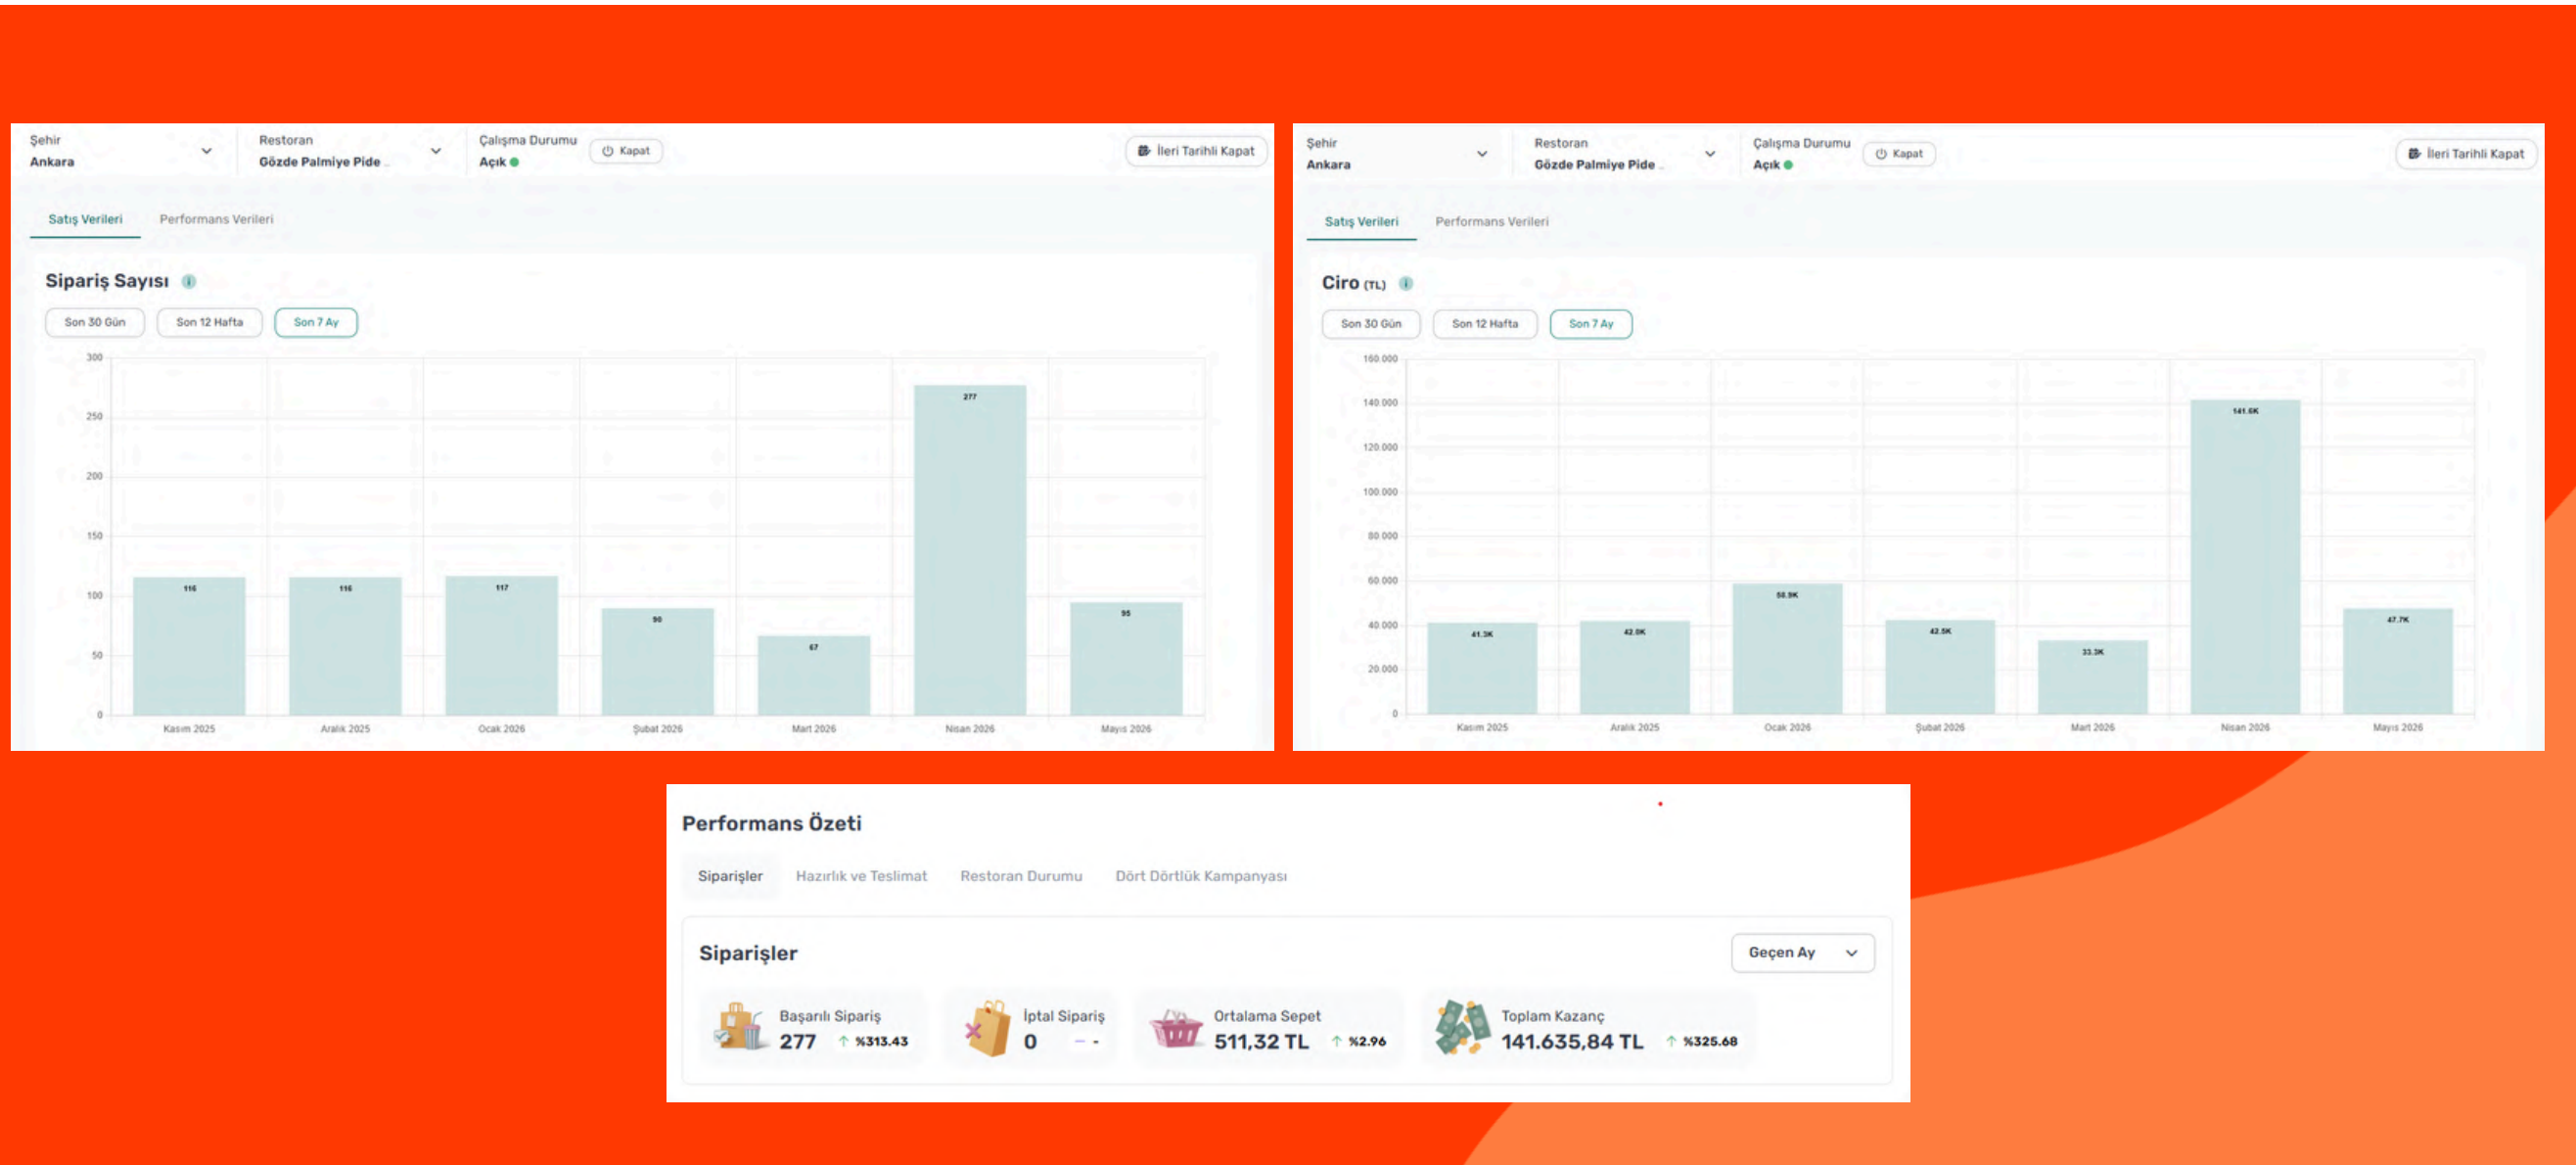 Şehir
Ankara
Restoran
Gözde Palmiye Pide ...
Çalışma Durumu
Açık
Kapat
İleri Tarihli Kapat
Satış Verileri
Performans Verileri
Sipariş Sayısı
Son 30 Gün
Son 12 Hafta
Son 7 Ay
300
250
200
150
100
50
0
116
116
117
90
67
277
95
Kasım 2025
Aralık 2025
Ocak 2026
Şubat 2026
Mart 2026
Nisan 2026
Mayıs 2026
Şehir
Ankara
Restoran
Gözde Palmiye Pide ...
Çalışma Durumu
Açık
Kapat
İleri Tarihli Kapat
Satış Verileri
Performans Verileri
Ciro (TL)
Son 30 Gün
Son 12 Hafta
Son 7 Ay
160.000
140.000
120.000
100.000
80.000
60.000
40.000
20.000
0
41.3K
42.0K
58.9K
42.5K
33.3K
141.6K
47.7K
Kasım 2025
Aralık 2025
Ocak 2026
Şubat 2026
Mart 2026
Nisan 2026
Mayıs 2026
Performans Özeti
Siparişler
Hazırlık ve Teslimat
Restoran Durumu
Dört Dörtlük Kampanyası
Siparişler
Geçen Ay
Başarılı Sipariş
277 ↑ %313.43
İptal Sipariş
0 – -
Ortalama Sepet
511,32 TL ↑ %2.96
Toplam Kazanç
141.635,84 TL ↑ %325.68